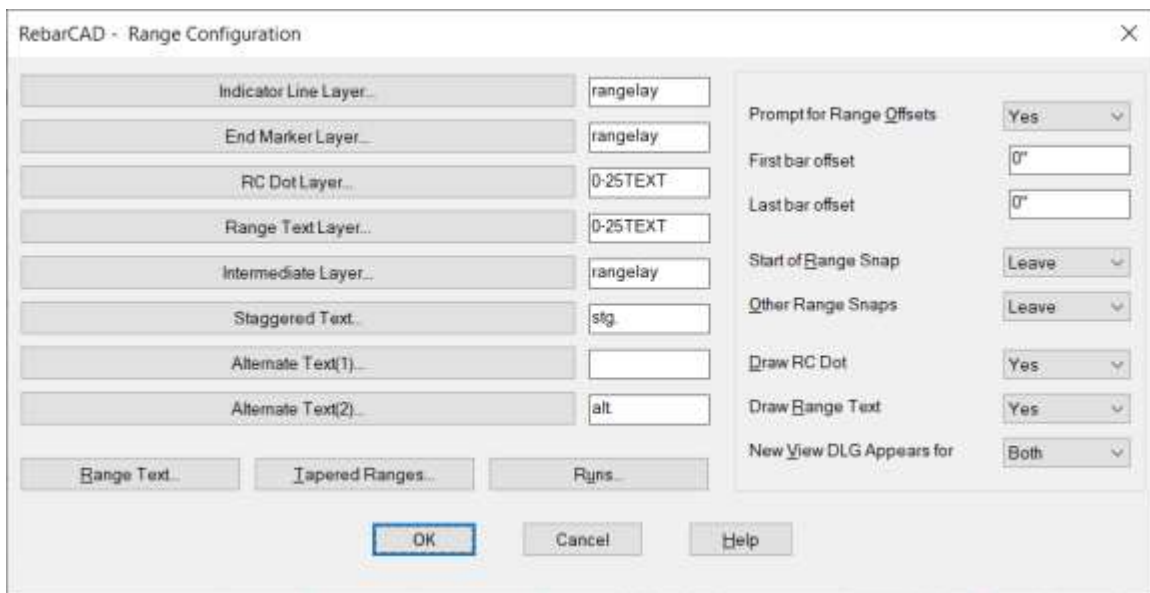 RebarCAD - Range Configuration
Indicator Line Layer... rangelay
End Marker Layer... rangelay
RC Dot Layer... 0-25TEXT
Range Text Layer... 0-25TEXT
Intermediate Layer... rangelay
Staggered Text... stg.
Alternate Text(1)...
Alternate Text(2)... alt.
Range Text... Tapered Ranges... Runs...
Prompt for Range Offsets Yes
First bar offset 0"
Last bar offset 0"
Start of Range Snap Leave
Other Range Snaps Leave
Draw RC Dot Yes
Draw Range Text Yes
New View DLG Appears for Both
OK Cancel Help